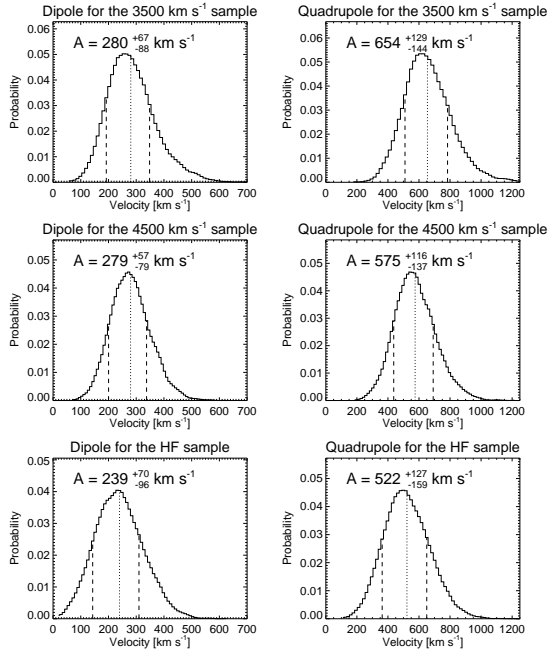 Dipole for the 3500 km s⁻¹ sample
A = 280 +67 -88 km s⁻¹
Probability
0.06
0.05
0.04
0.03
0.02
0.01
0.00
0 100 200 300 400 500 600 700
Velocity [km s⁻¹]
Quadrupole for the 3500 km s⁻¹ sample
A = 654 +129 -144 km s⁻¹
Probability
0.06
0.05
0.04
0.03
0.02
0.01
0.00
0 200 400 600 800 1000 1200
Velocity [km s⁻¹]
Dipole for the 4500 km s⁻¹ sample
A = 279 +57 -79 km s⁻¹
Probability
0.05
0.04
0.03
0.02
0.01
0.00
0 100 200 300 400 500 600 700
Velocity [km s⁻¹]
Quadrupole for the 4500 km s⁻¹ sample
A = 575 +116 -137 km s⁻¹
Probability
0.05
0.04
0.03
0.02
0.01
0.00
0 200 400 600 800 1000 1200
Velocity [km s⁻¹]
Dipole for the HF sample
A = 239 +70 -96 km s⁻¹
Probability
0.05
0.04
0.03
0.02
0.01
0.00
0 100 200 300 400 500 600 700
Velocity [km s⁻¹]
Quadrupole for the HF sample
A = 522 +127 -159 km s⁻¹
Probability
0.05
0.04
0.03
0.02
0.01
0.00
0 200 400 600 800 1000 1200
Velocity [km s⁻¹]